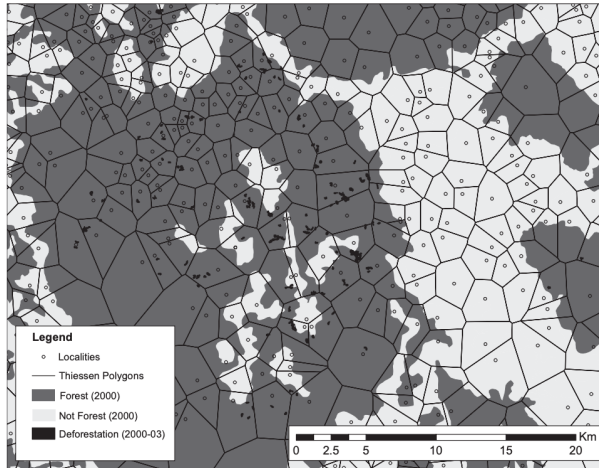 Legend
Localities
Thiessen Polygons
Forest (2000)
Not Forest (2000)
Deforestation (2000-03)
Km
0 2.5 5 10 15 20